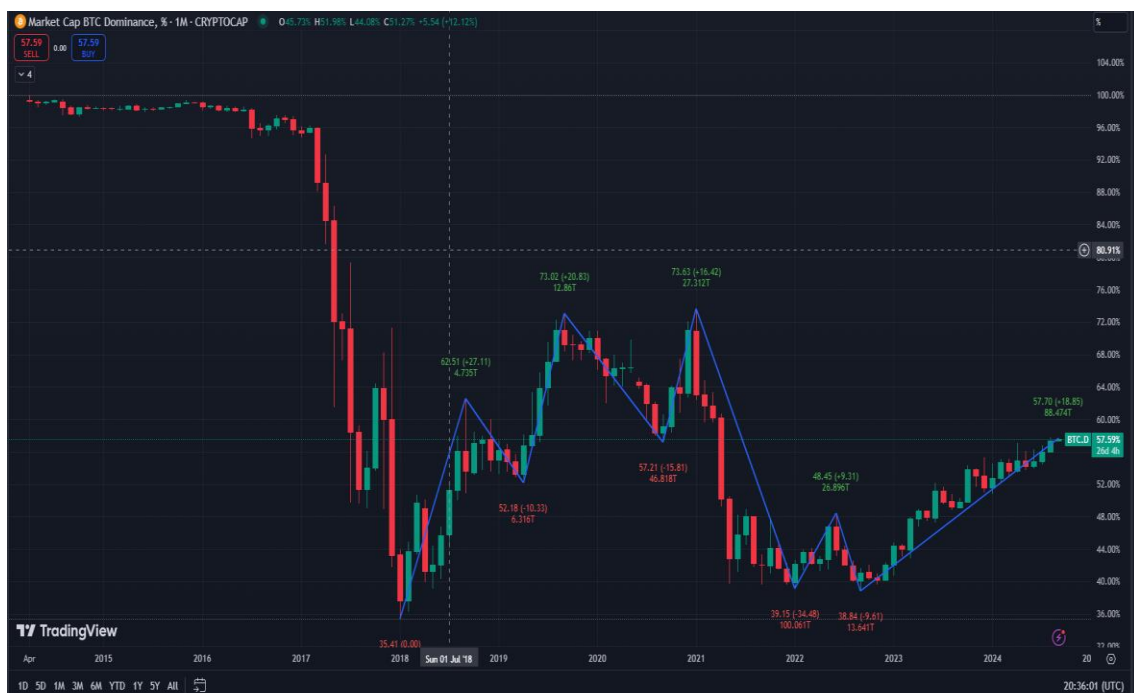 Market Cap BTC Dominance, % · 1M · CRYPTOCAP O45.73% H51.98% L44.08% C51.27% +5.54 (+12.12%)
%
57.59 SELL 0.00 57.59 BUY
4
104.00%
100.00%
96.00%
92.00%
88.00%
84.00%
80.91%
76.00%
72.00%
68.00%
64.00%
60.00%
BTC.D 57.59%
26d 4h
52.00%
48.00%
44.00%
40.00%
36.00%
32.00%
73.02 (+20.83)
12.86T
73.63 (+16.42)
27.312T
62.51 (+27.11)
4.735T
57.70 (+18.85)
88.474T
57.21 (-15.81)
46.818T
48.45 (+9.31)
26.896T
52.18 (-10.33)
6.316T
39.15 (-34.48)
100.061T
38.84 (-9.61)
13.641T
35.41 (0.00)
TradingView
Apr 2015 2016 2017 2018 Sun 01 Jul '18 2019 2020 2021 2022 2023 2024 20
1D 5D 1M 3M 6M YTD 1Y 5Y All 20:36:01 (UTC)